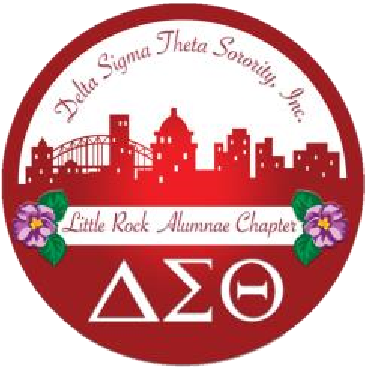 Delta Sigma Theta Sorority, Inc.
Little Rock Alumnae Chapter
ΔΣΘ